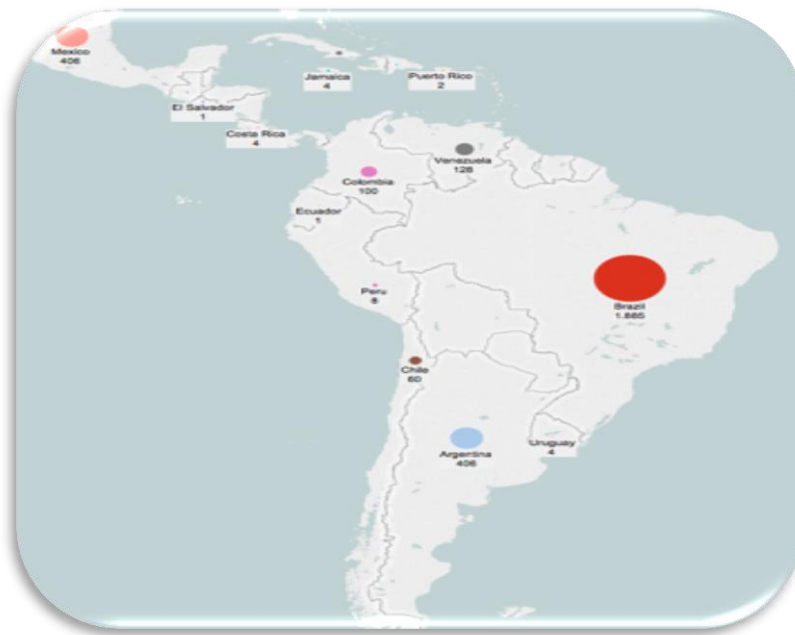 Mexico
406
Jamaica
4
Puerto Rico
2
El Salvador
1
Costa Rica
4
Venezuela
128
Colombia
100
Ecuador
1
Peru
8
Brazil
1.885
Chile
60
Argentina
406
Uruguay
4